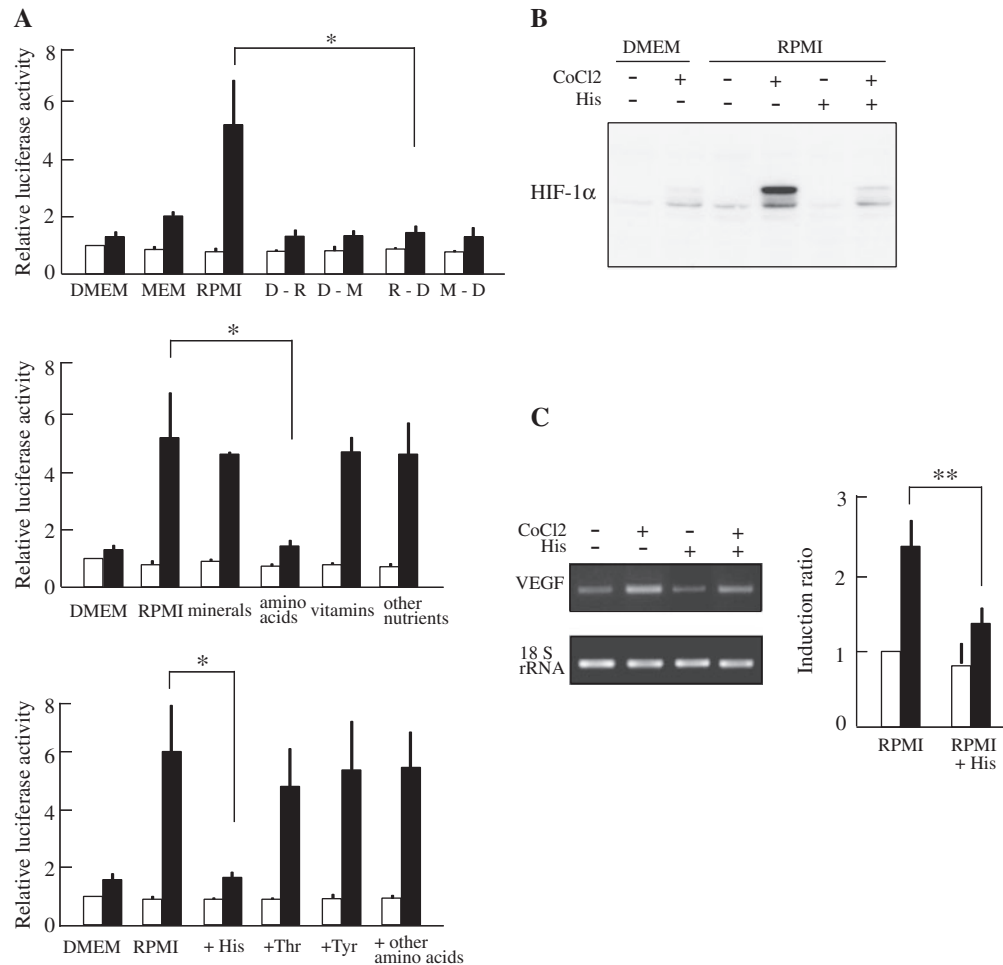 A
*
Relative luciferase activity
8
6
4
2
0
DMEM MEM RPMI D - R D - M R - D M - D
*
Relative luciferase activity
8
6
4
2
0
DMEM RPMI minerals amino acids vitamins other nutrients
*
Relative luciferase activity
8
6
4
2
0
DMEM RPMI + His +Thr +Tyr + other amino acids
B
DMEM RPMI
CoCl2 - + - + - +
His - - - - + +
HIF-1α
C
CoCl2 - + - +
His - - + +
VEGF
18 S
rRNA
**
Induction ratio
3
2
1
0
RPMI RPMI + His